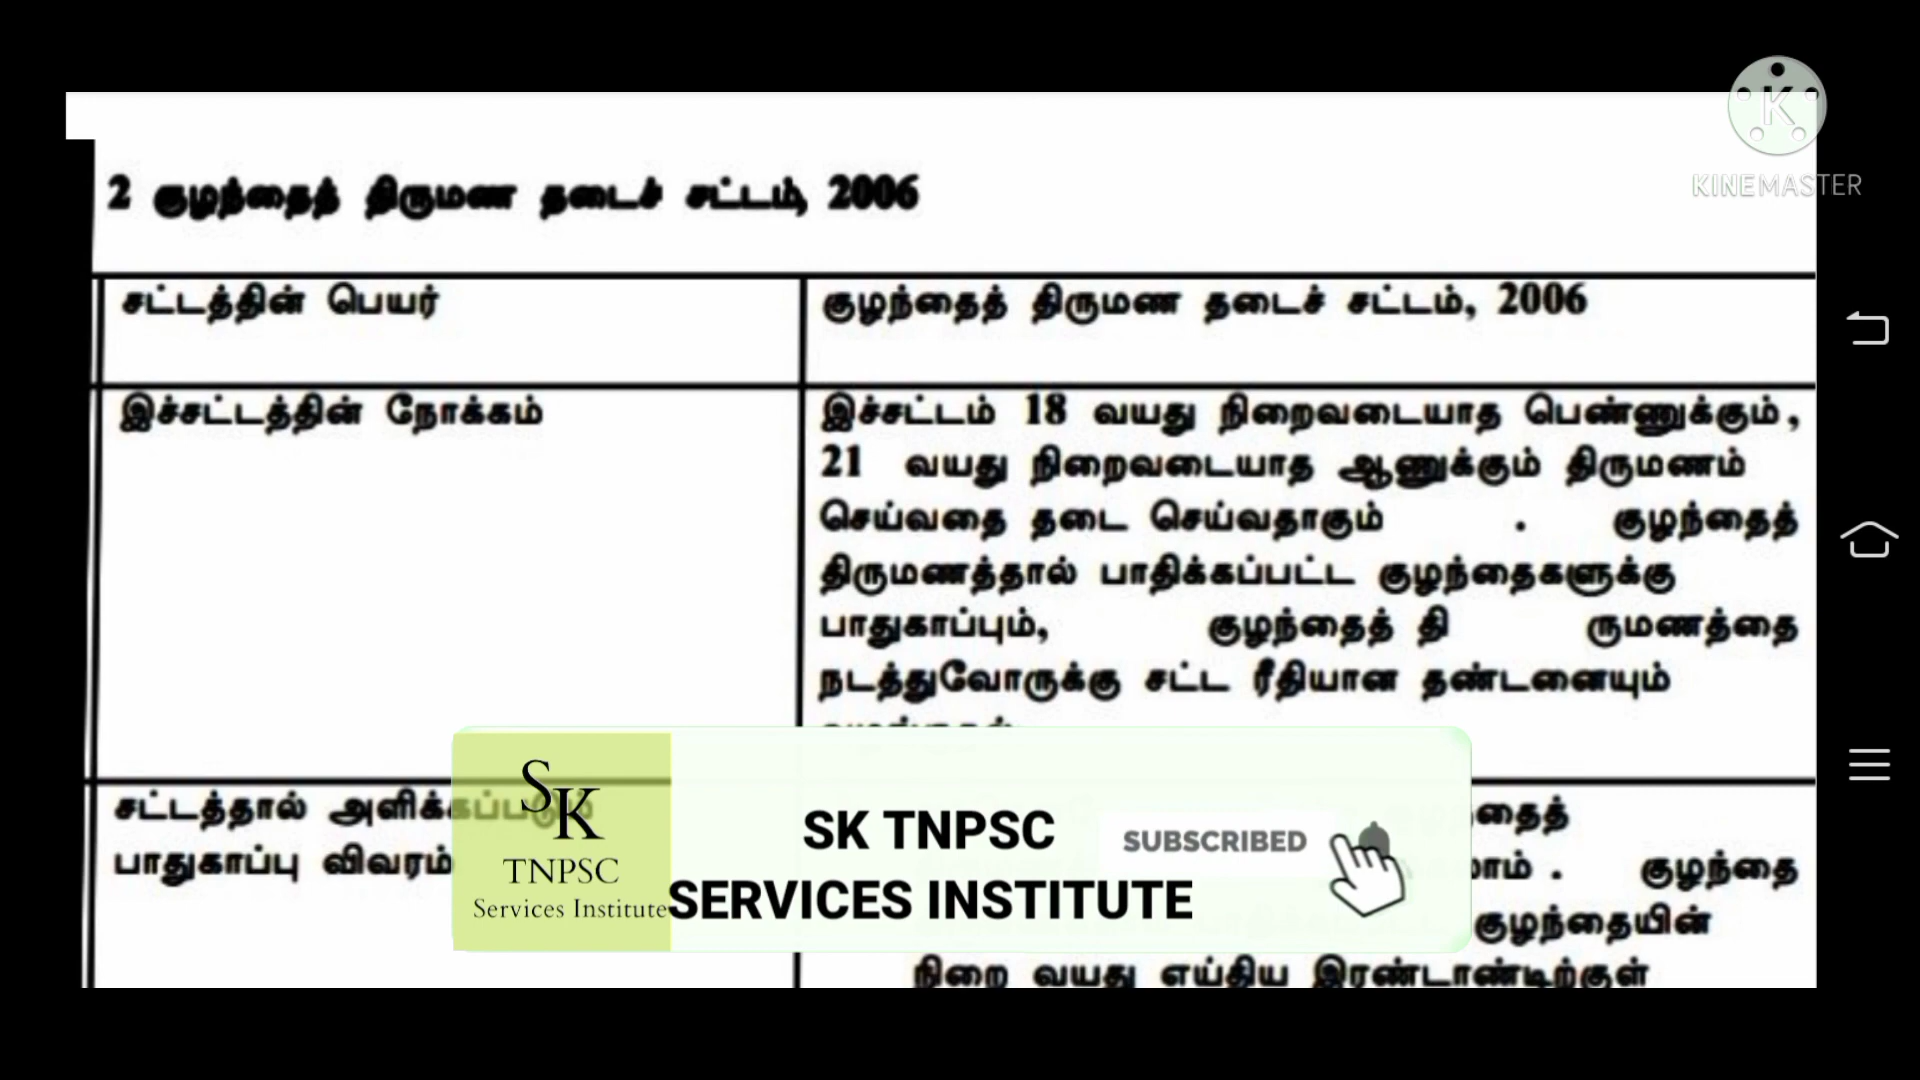 K
KINEMASTER
2 குழந்தைத் திருமண தடைச் சட்டம், 2006
சட்டத்தின் பெயர்
குழந்தைத் திருமண தடைச் சட்டம், 2006
இச்சட்டத்தின் நோக்கம்
இச்சட்டம் 18 வயது நிறைவடையாத பெண்ணுக்கும்,
21 வயது நிறைவடையாத ஆணுக்கும் திருமணம்
செய்வதை தடை செய்வதாகும் . குழந்தைத்
திருமணத்தால் பாதிக்கப்பட்ட குழந்தைகளுக்கு
பாதுகாப்பும், குழந்தைத் தி ருமணத்தை
நடத்துவோருக்கு சட்ட ரீதியான தண்டனையும்
சட்டத்தால் அளிக்கப்படும்
பாதுகாப்பு விவரம்
குழந்தை
குழந்தையின்
நிறை வயது எய்திய இரண்டாண்டிற்குள்
SK
TNPSC
Services Institute
SK TNPSC
SERVICES INSTITUTE
SUBSCRIBED